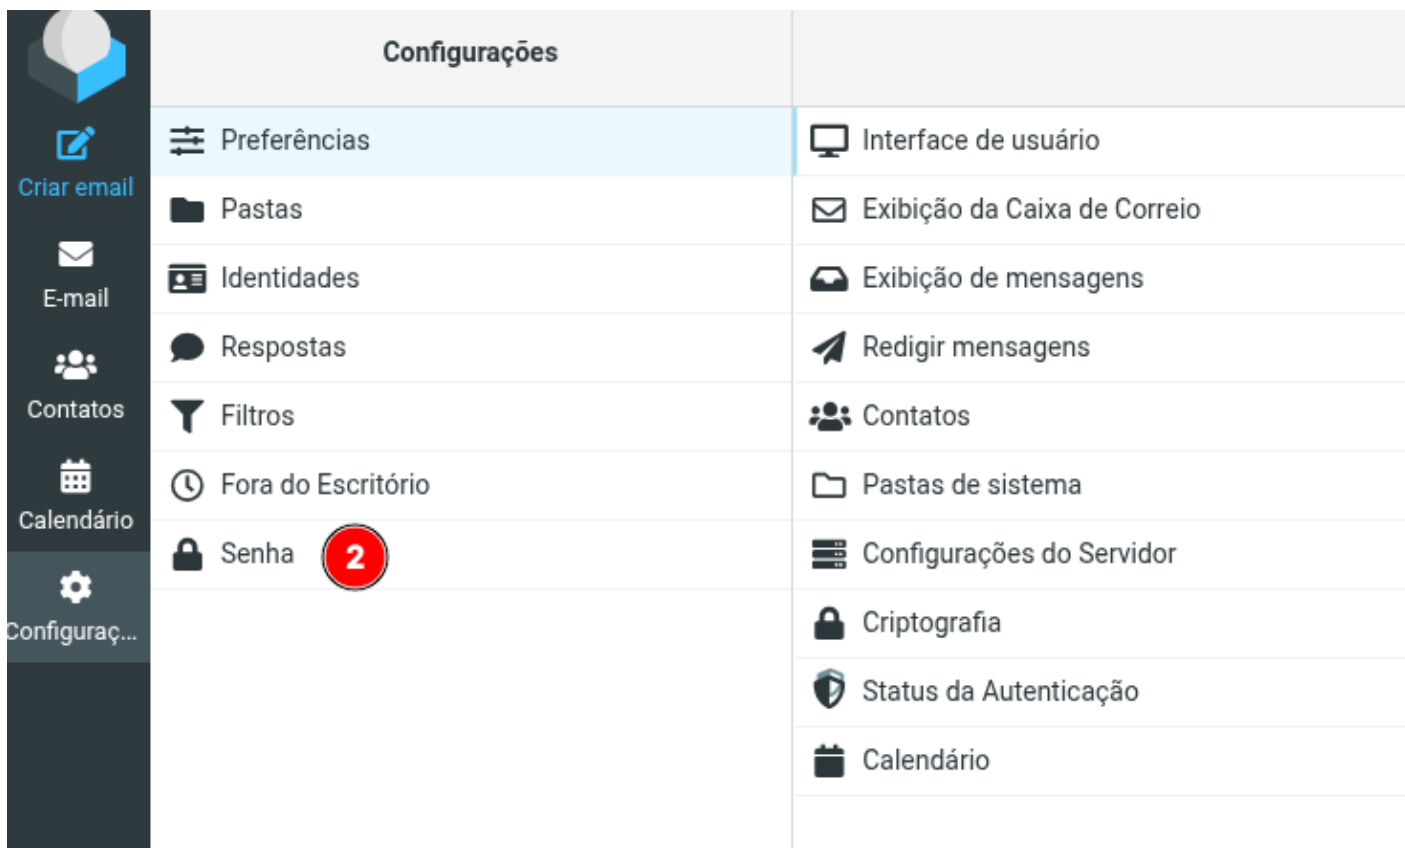 Criar email
E-mail
Contatos
Calendário
Configuraç...
Configurações
Preferências
Pastas
Identidades
Respostas
Filtros
Fora do Escritório
Senha
2
Interface de usuário
Exibição da Caixa de Correio
Exibição de mensagens
Redigir mensagens
Contatos
Pastas de sistema
Configurações do Servidor
Criptografia
Status da Autenticação
Calendário